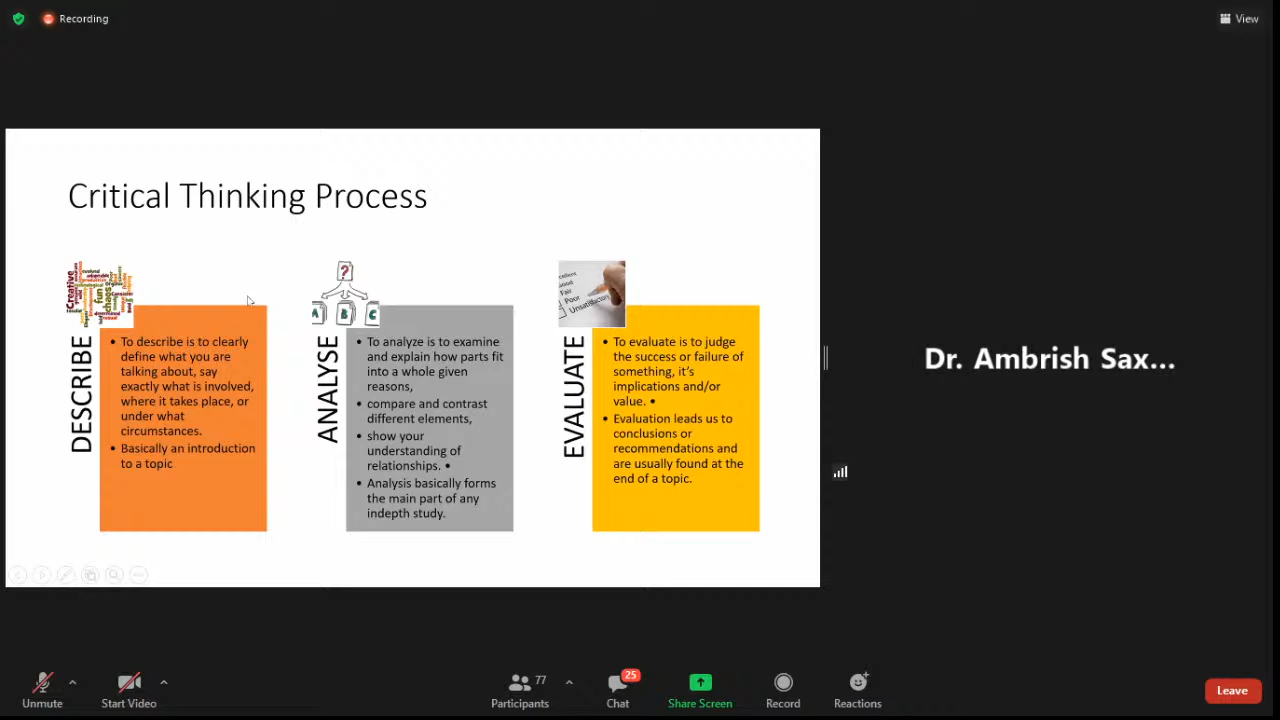 Recording
View
Critical Thinking Process
?
A B C
Creative
fun
chaos
Fair
Poor
Unsatisfactory
DESCRIBE
• To describe is to clearly
define what you are
talking about, say
exactly what is involved,
where it takes place, or
under what
circumstances.
• Basically an introduction
to a topic
ANALYSE
• To analyze is to examine
and explain how parts fit
into a whole given
reasons,
• compare and contrast
different elements,
• show your
understanding of
relationships. •
• Analysis basically forms
the main part of any
indepth study.
EVALUATE
• To evaluate is to judge
the success or failure of
something, it's
implications and/or
value. •
• Evaluation leads us to
conclusions or
recommendations and
are usually found at the
end of a topic.
Dr. Ambrish Sax...
Unmute
Start Video
77
Participants
25
Chat
Share Screen
Record
Reactions
Leave